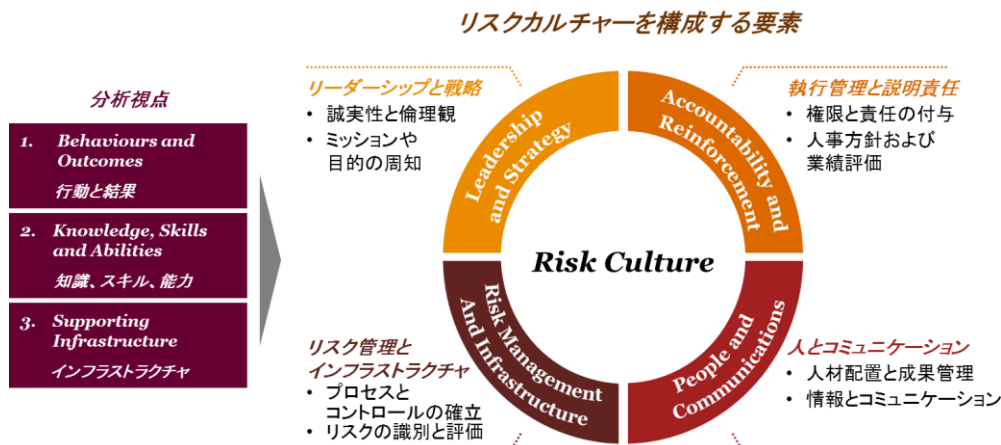 リスクカルチャーを構成する要素
分析視点
1. Behaviours and
Outcomes
行動と結果
2. Knowledge, Skills
and Abilities
知識、スキル、能力
3. Supporting
Infrastructure
インフラストラクチャ
リーダーシップと戦略
• 誠実性と倫理観
• ミッションや
目的の周知
Leadership
and Strategy
Accountability and
Reinforcement
執行管理と説明責任
• 権限と責任の付与
• 人事方針および
業績評価
Risk Culture
リスク管理と
インフラストラクチャ
• プロセスと
コントロールの確立
• リスクの識別と評価
Risk Management
And Infrastructure
People and
Communications
人とコミュニケーション
• 人材配置と成果管理
• 情報とコミュニケーション